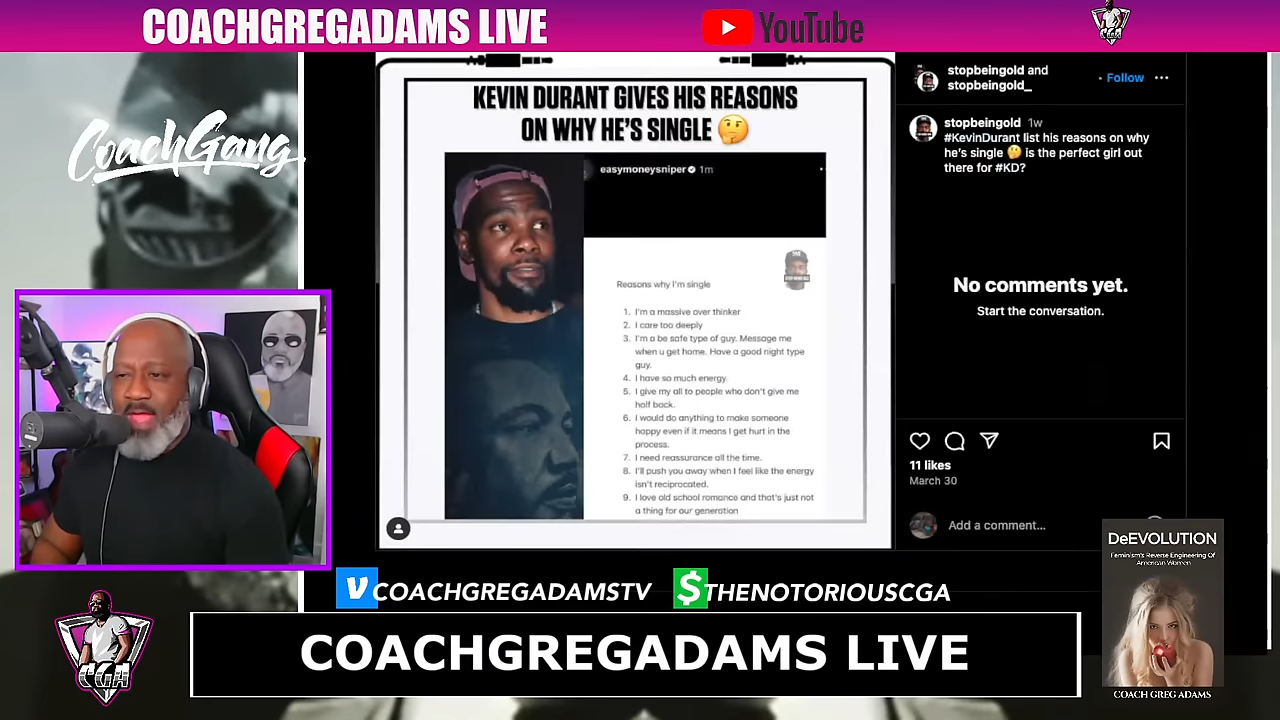 COACHGREGADAMS LIVE
YouTube
CGA
CoachGang
KEVIN DURANT GIVES HIS REASONS
ON WHY HE'S SINGLE 🤔
easymoneysniper 1m
Reasons why I'm single
1. I'm a massive over thinker
2. I care too deeply
3. I'm a be safe type of guy. Message me
when u get home. Have a good night type
guy.
4. I have so much energy.
5. I give my all to people who don't give me
half back.
6. I would do anything to make someone
happy even if it means I get hurt in the
process.
7. I need reassurance all the time.
8. I'll push you away when I feel like the energy
isn't reciprocated.
9. I love old school romance and that's just not
a thing for our generation
stopbeingold and
stopbeingold_
• Follow
stopbeingold 1w
#KevinDurant list his reasons on why
he's single 🤔 is the perfect girl out
there for #KD?
No comments yet.
Start the conversation.
11 likes
March 30
Add a comment...
DeEVOLUTION
Feminism's Reverse Engineering Of
American Women
COACH GREG ADAMS
COACHGREGADAMSTV
$THENOTORIOUSCGA
CGA
COACHGREGADAMS LIVE